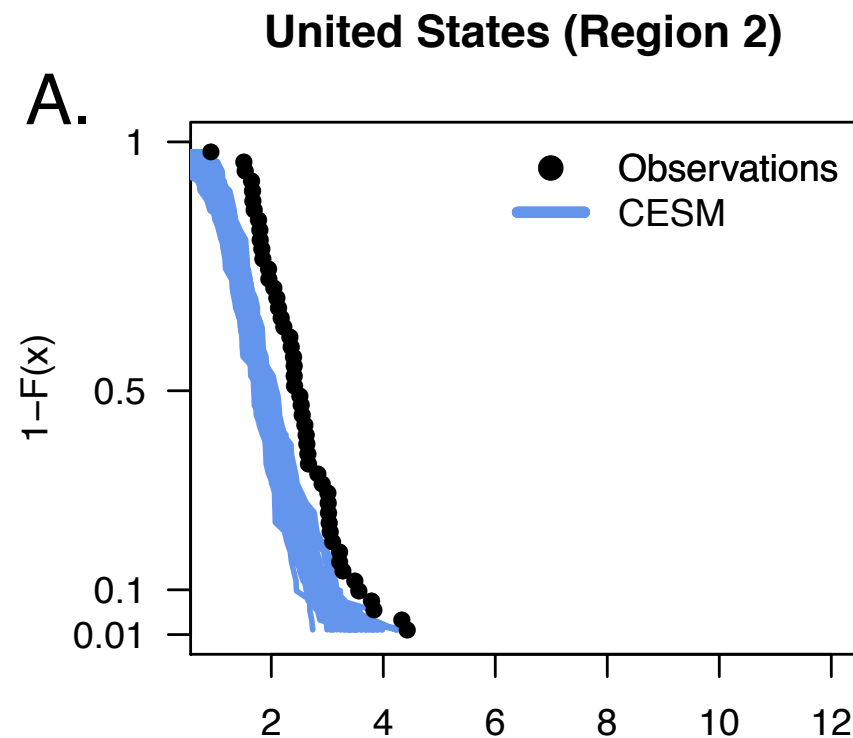 United States (Region 2)
A.
1
0.5
0.1
0.01
1−F(x)
Observations
CESM
2 4 6 8 10 12